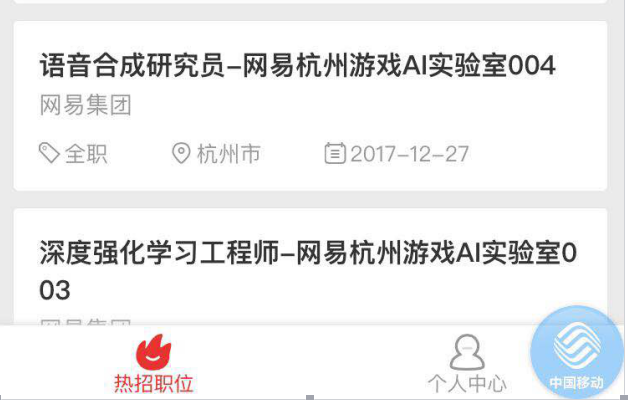 语音合成研究员-网易杭州游戏AI实验室004
网易集团
全职 杭州市 2017-12-27
深度强化学习工程师-网易杭州游戏AI实验室0
03
网易集团
热招职位 个人中心 中国移动